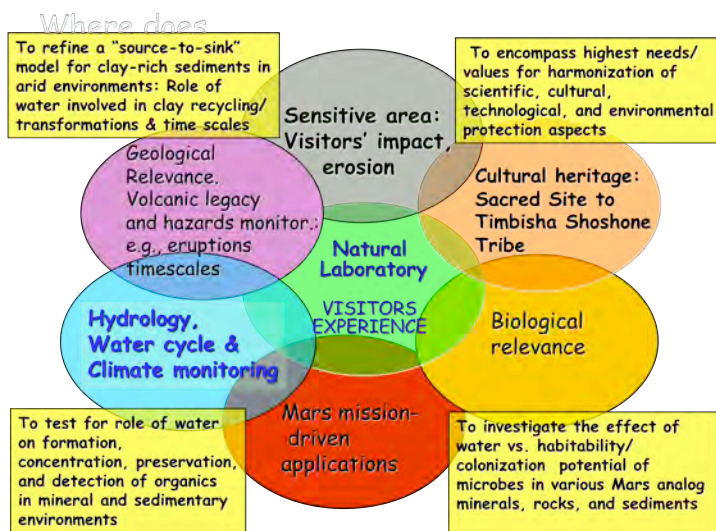 Where does
To refine a “source-to-sink”
model for clay-rich sediments in
arid environments: Role of
water involved in clay recycling/
transformations & time scales
To encompass highest needs/
values for harmonization of
scientific, cultural,
technological, and environmental
protection aspects
Sensitive area:
Visitors’ impact,
erosion
Geological
Relevance.
Volcanic legacy
and hazards monitor.:
e.g., eruptions
timescales
Cultural heritage:
Sacred Site to
Timbisha Shoshone
Tribe
Natural
Laboratory
VISITORS
EXPERIENCE
Hydrology,
Water cycle &
Climate monitoring
Biological
relevance
Mars mission-
driven
applications
To test for role of water
on formation,
concentration, preservation,
and detection of organics
in mineral and sedimentary
environments
To investigate the effect of
water vs. habitability/
colonization potential of
microbes in various Mars analog
minerals, rocks, and sediments